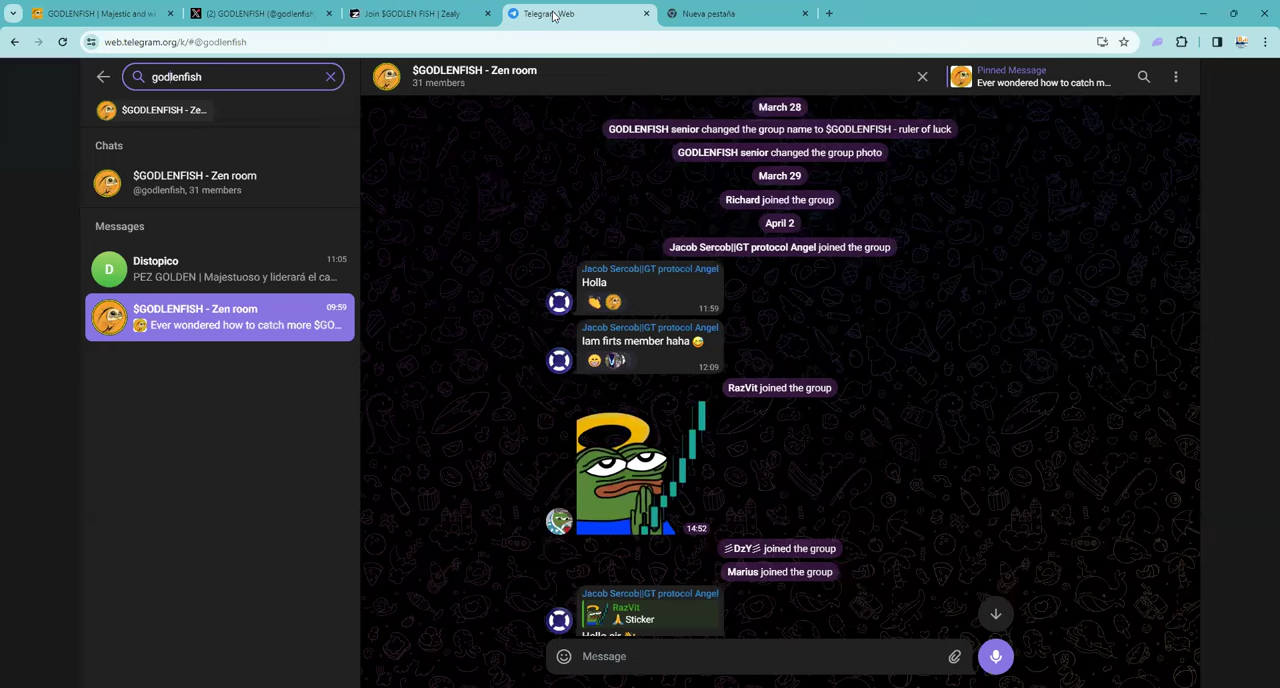 GODLENFISH | Majestic and wi
(2) GODLENFISH (@godlenfish
Join $GODLEN FISH | Zealy
Telegram Web
Nueva pestaña
web.telegram.org/k/#@godlenfish
godlenfish
$GODLENFISH - Ze...
Chats
$GODLENFISH - Zen room
@godlenfish, 31 members
Messages
Distopico
11:05
PEZ GOLDEN | Majestuoso y liderará el ca...
$GODLENFISH - Zen room
09:59
Ever wondered how to catch more $GO...
$GODLENFISH - Zen room
31 members
Pinned Message
Ever wondered how to catch m...
March 28
GODLENFISH senior changed the group name to $GODLENFISH - ruler of luck
GODLENFISH senior changed the group photo
March 29
Richard joined the group
April 2
Jacob Sercob||GT protocol Angel joined the group
Jacob Sercob||GT protocol Angel
Holla
11:59
Jacob Sercob||GT protocol Angel
Iam firts member haha 😅
12:09
RazVit joined the group
14:52
彡DzY彡 joined the group
Marius joined the group
Jacob Sercob||GT protocol Angel
RazVit
🙏 Sticker
Hello sir 👋
Message